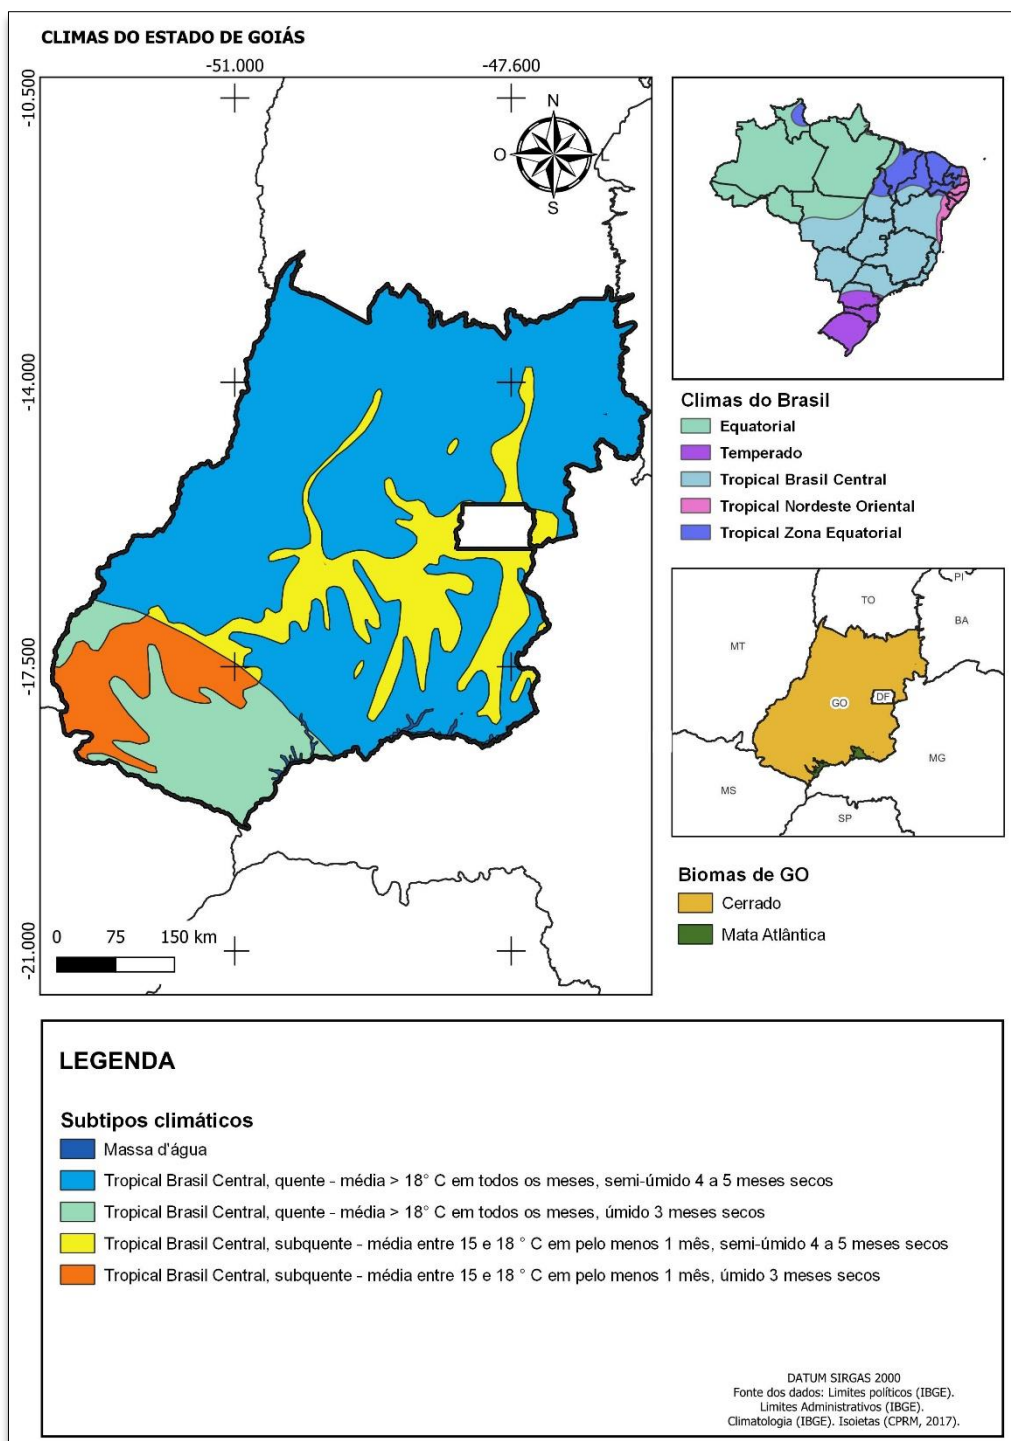 CLIMAS DO ESTADO DE GOIÁS
-51.000
-47.600
-10.500
-14.000
-17.500
-21.000
N
O
L
S
0 75 150 km
Climas do Brasil
Equatorial
Temperado
Tropical Brasil Central
Tropical Nordeste Oriental
Tropical Zona Equatorial
PI
TO
BA
MT
GO
DF
MG
MS
SP
Biomas de GO
Cerrado
Mata Atlântica
LEGENDA
Subtipos climáticos
Massa d'água
Tropical Brasil Central, quente - média > 18° C em todos os meses, semi-úmido 4 a 5 meses secos
Tropical Brasil Central, quente - média > 18° C em todos os meses, úmido 3 meses secos
Tropical Brasil Central, subquente - média entre 15 e 18 ° C em pelo menos 1 mês, semi-úmido 4 a 5 meses secos
Tropical Brasil Central, subquente - média entre 15 e 18 ° C em pelo menos 1 mês, úmido 3 meses secos
DATUM SIRGAS 2000
Fonte dos dados: Limites políticos (IBGE).
Limites Administrativos (IBGE).
Climatologia (IBGE). Isoietas (CPRM, 2017).